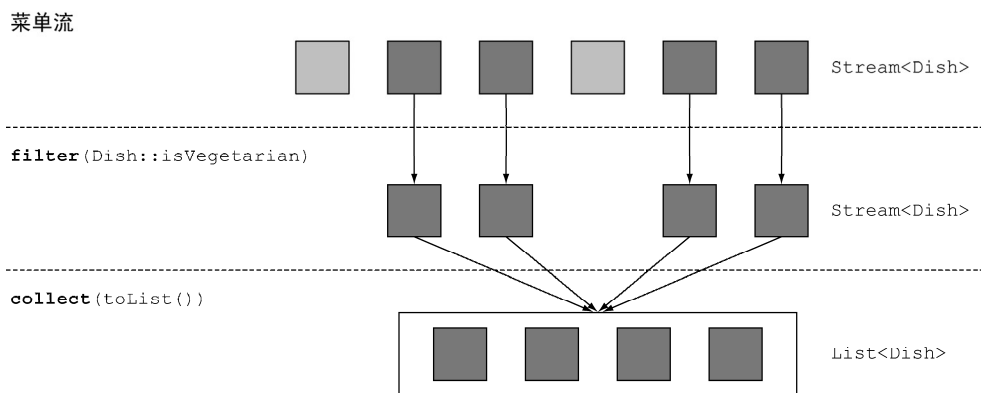 菜单流
Stream<Dish>
filter(Dish::isVegetarian)
Stream<Dish>
collect(toList())
List<Dish>